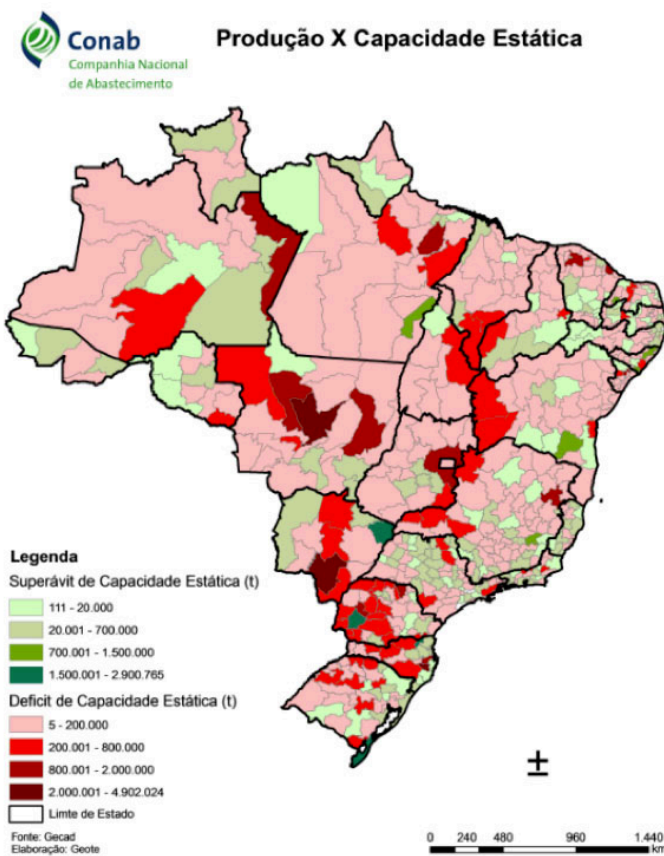 Conab
Companhia Nacional
de Abastecimento
Produção X Capacidade Estática
Legenda
Superávit de Capacidade Estática (t)
111 - 20.000
20.001 - 700.000
700.001 - 1.500.000
1.500.001 - 2.900.765
Deficit de Capacidade Estática (t)
5 - 200.000
200.001 - 800.000
800.001 - 2.000.000
2.000.001 - 4.902.024
Limte de Estado
Fonte: Gecad
Elaboração: Geote
0 240 480 960 1.440
km